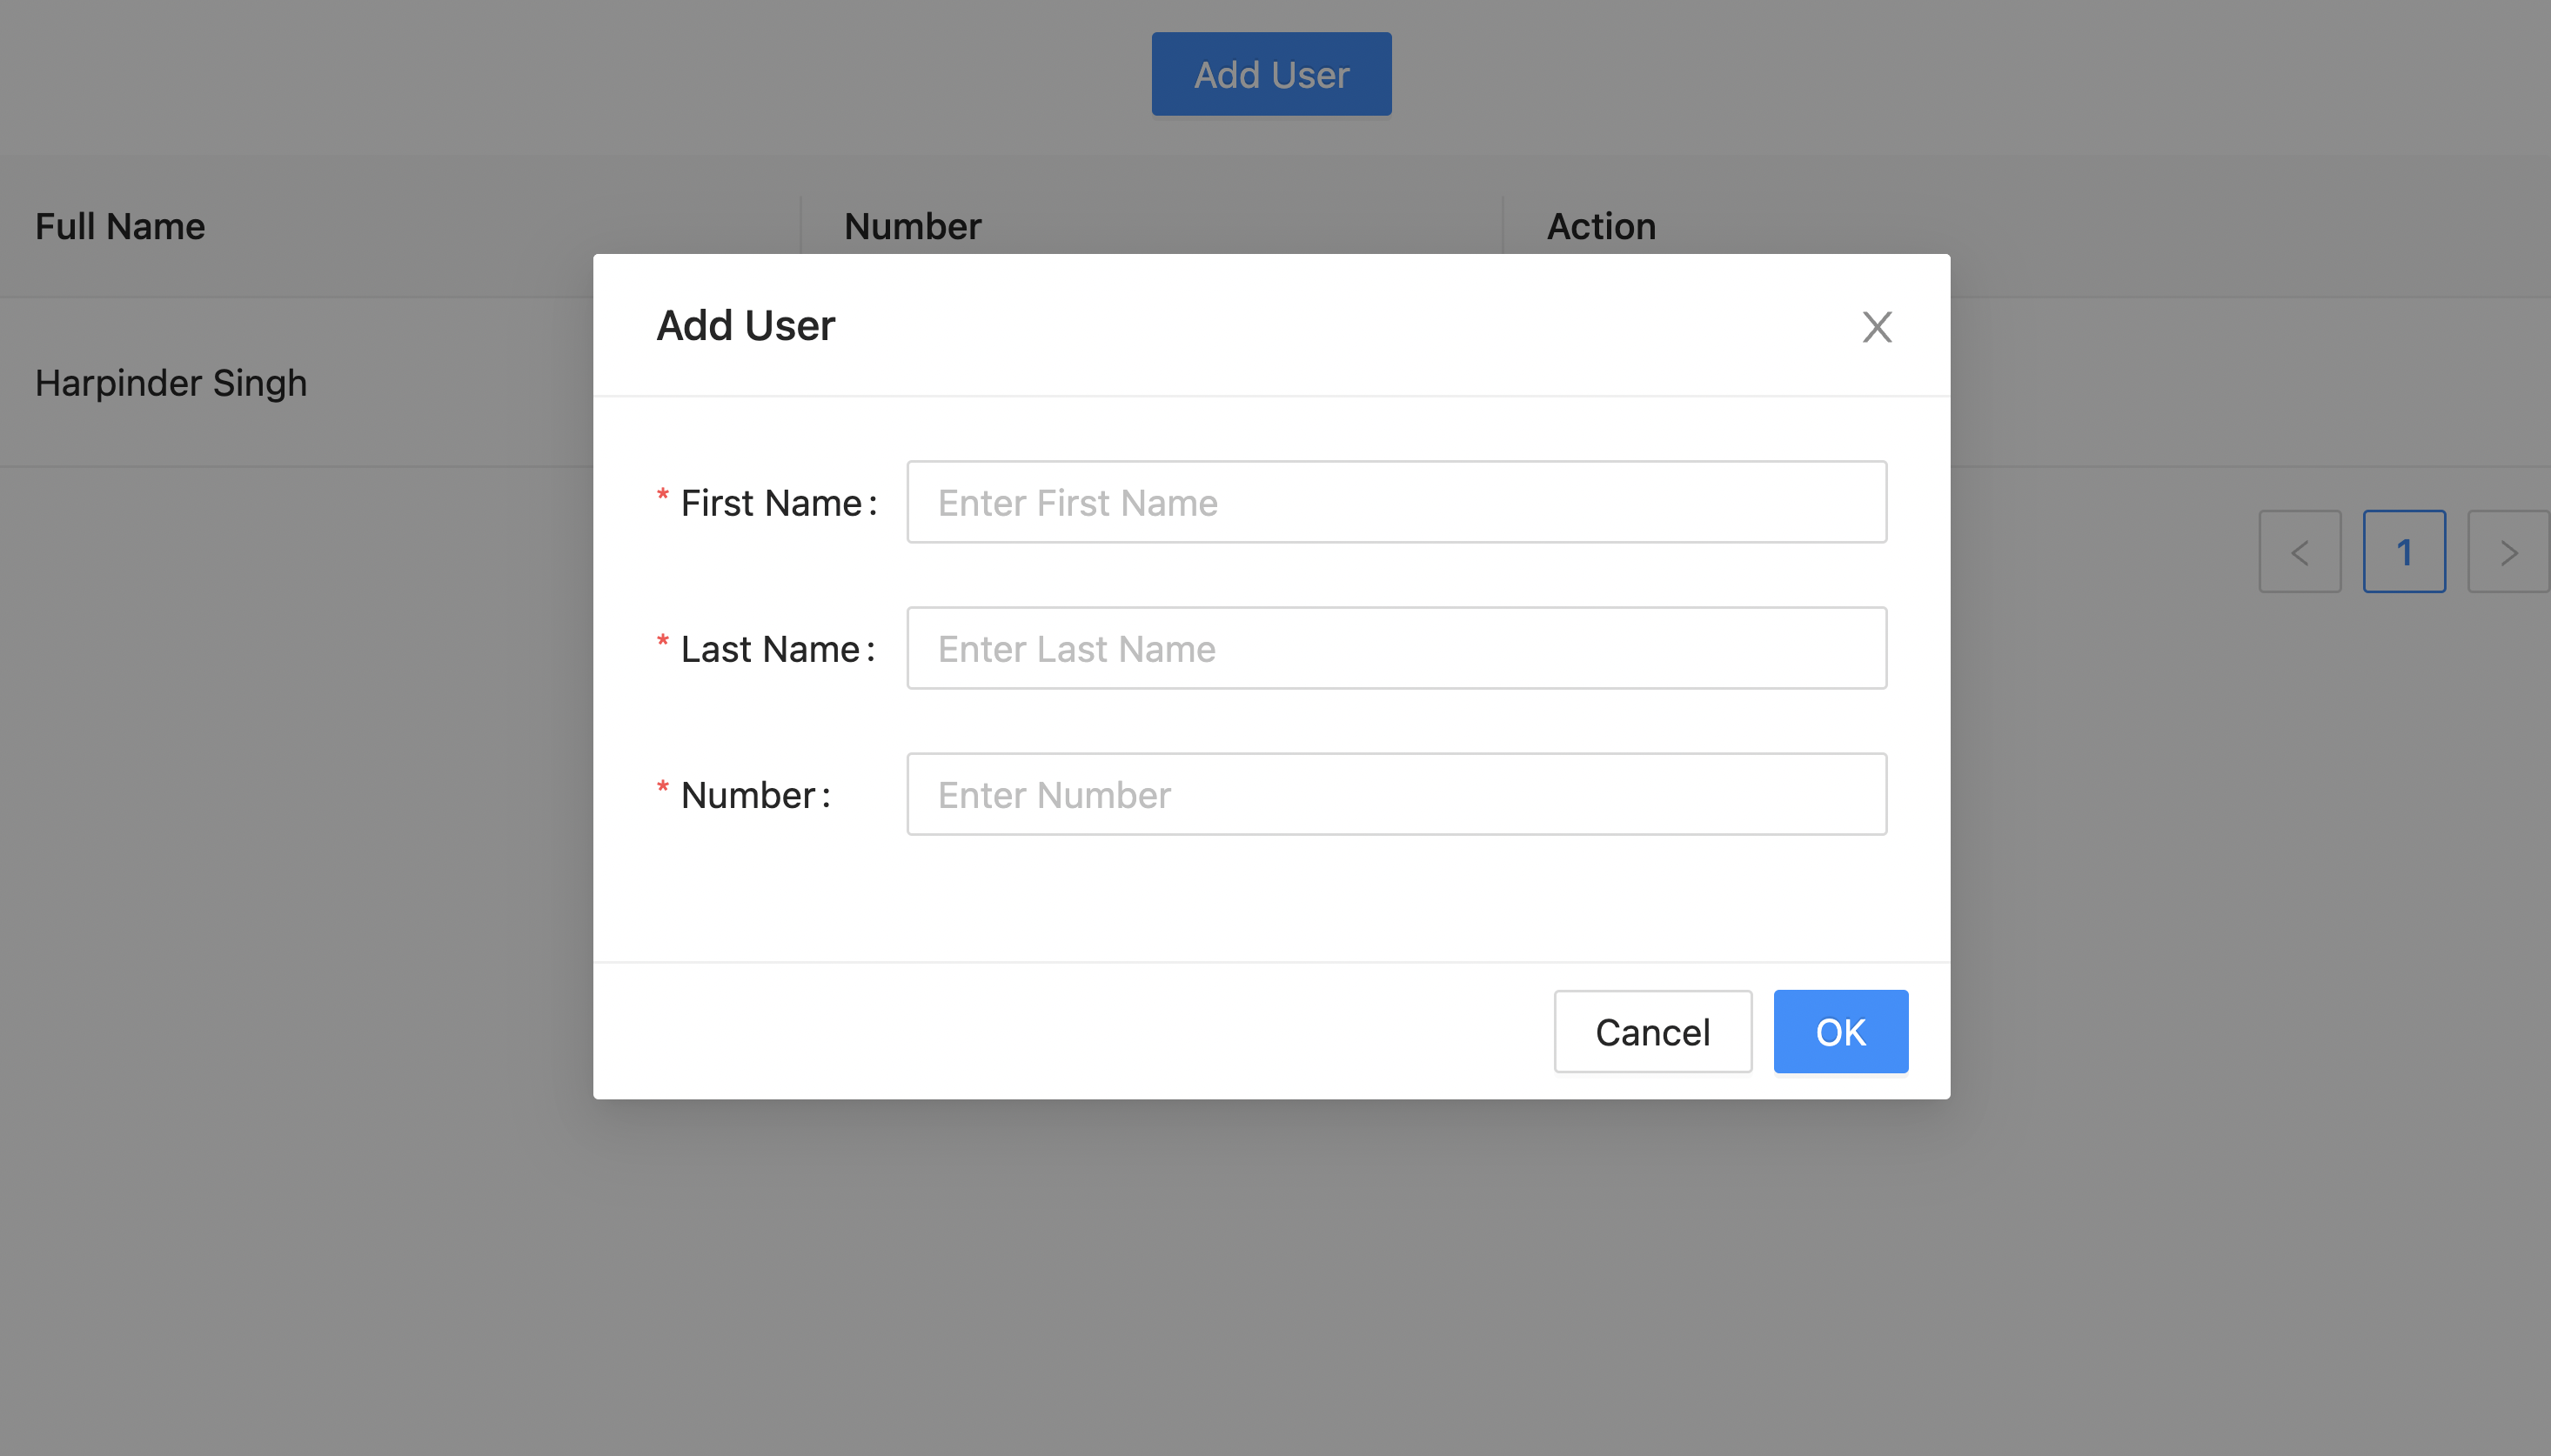 Add User
Full Name Number Action
Add User
Harpinder Singh
* First Name: Enter First Name
* Last Name: Enter Last Name
* Number: Enter Number
< 1 >
Cancel OK